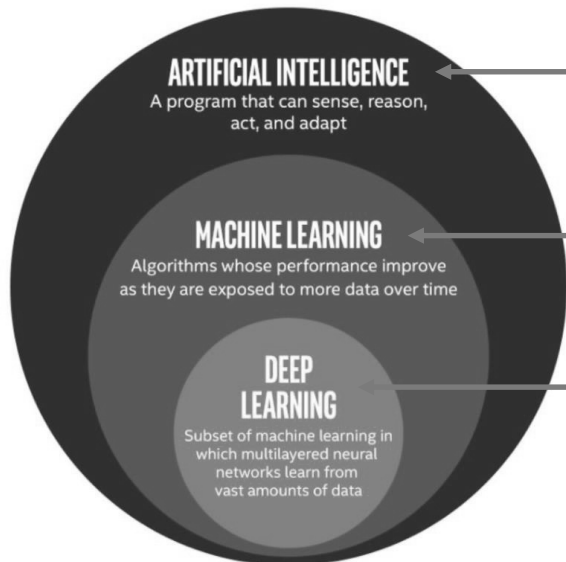 ARTIFICIAL INTELLIGENCE
A program that can sense, reason,
act, and adapt
MACHINE LEARNING
Algorithms whose performance improve
as they are exposed to more data over time
DEEP
LEARNING
Subset of machine learning in
which multilayered neural
networks learn from
vast amounts of data